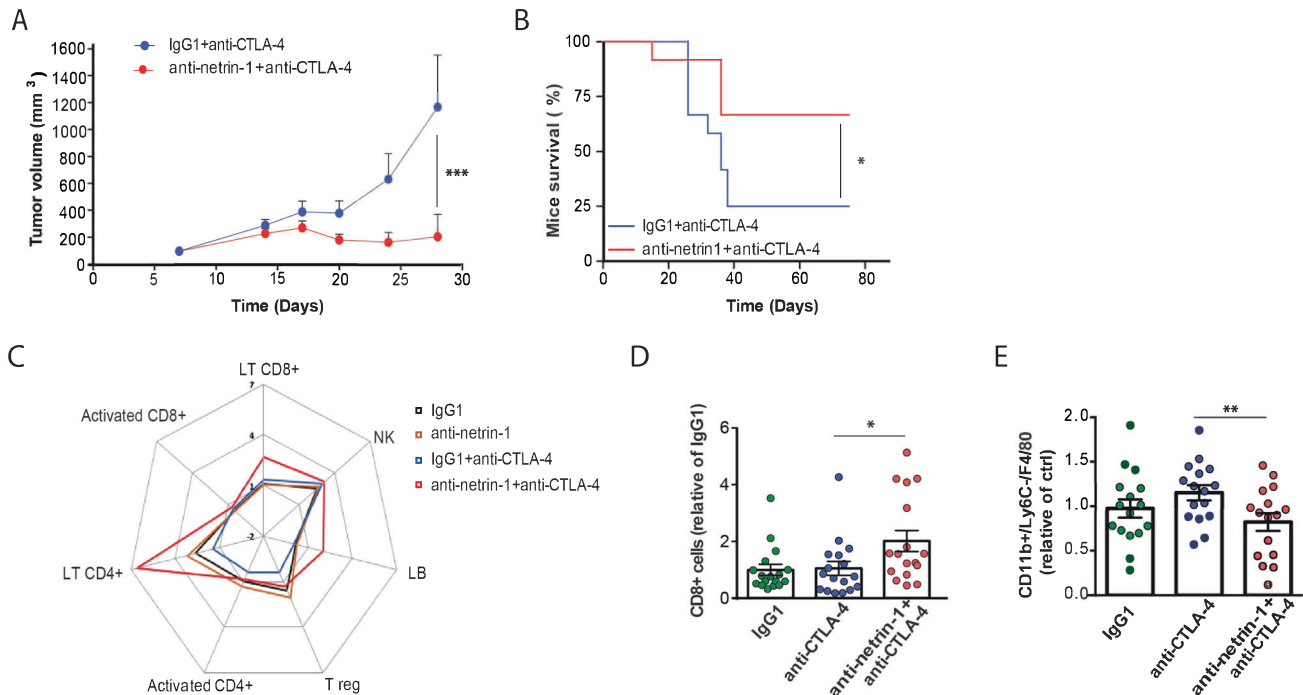 A
IgG1+anti-CTLA-4
anti-netrin-1+anti-CTLA-4
Tumor volume (mm 3)
1600
1400
1200
1000
800
600
400
200
0
0 5 10 15 20 25 30
Time (Days)
***
B
Mice survival ( %)
100
75
50
25
0
0 20 40 60 80
Time (Days)
IgG1+anti-CTLA-4
anti-netrin1+anti-CTLA-4
*
C
LT CD8+
NK
LB
T reg
Activated CD4+
LT CD4+
Activated CD8+
7
4
1
-2
IgG1
anti-netrin-1
IgG1+anti-CTLA-4
anti-netrin-1+anti-CTLA-4
D
CD8+ cells (relative of IgG1)
8
6
4
2
0
*
IgG1
anti-CTLA-4
anti-netrin-1+
anti-CTLA-4
E
CD11b+/Ly6C-/F4/80
(relative of ctrl)
2.0
1.5
1.0
0.5
0.0
**
IgG1
anti-CTLA-4
anti-netrin-1+
anti-CTLA-4